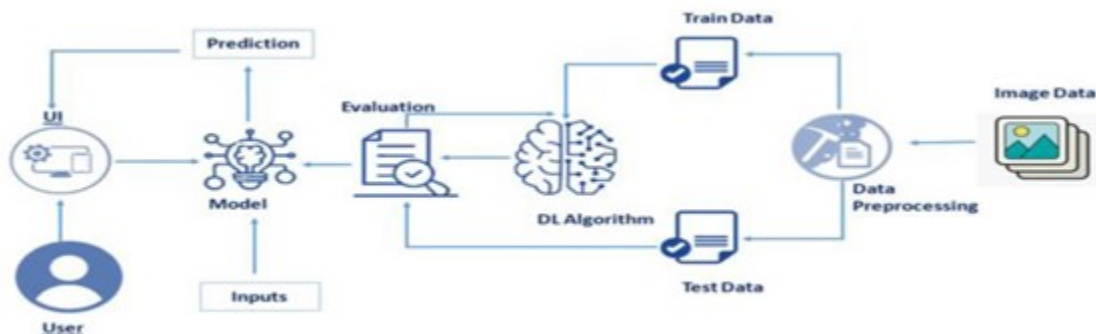 Train Data
Prediction
Image Data
Evaluation
UI
Model
DL Algorithm
Data
Preprocessing
Inputs
Test Data
User